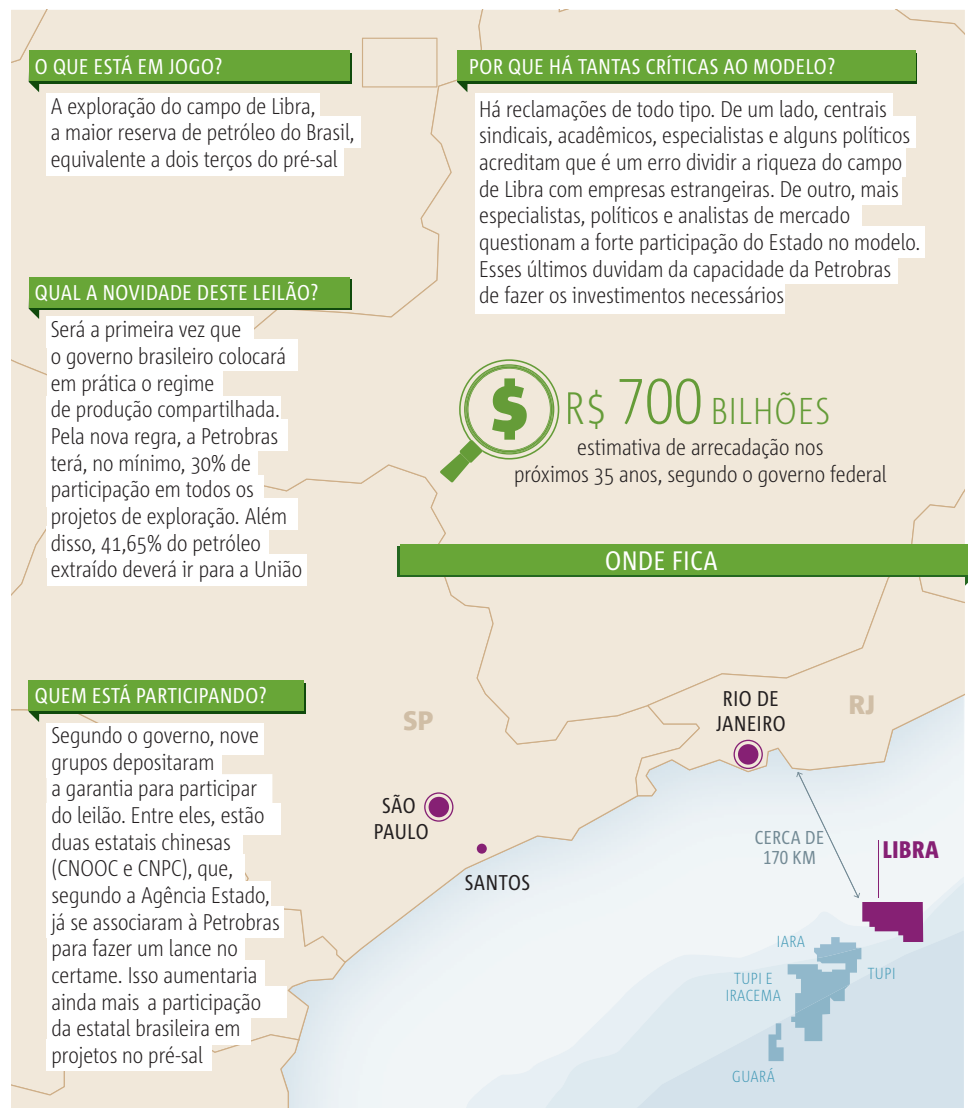 O QUE ESTÁ EM JOGO?
A exploração do campo de Libra,
a maior reserva de petróleo do Brasil,
equivalente a dois terços do pré-sal
QUAL A NOVIDADE DESTE LEILÃO?
Será a primeira vez que
o governo brasileiro colocará
em prática o regime
de produção compartilhada.
Pela nova regra, a Petrobras
terá, no mínimo, 30% de
participação em todos os
projetos de exploração. Além
disso, 41,65% do petróleo
extraído deverá ir para a União
QUEM ESTÁ PARTICIPANDO?
Segundo o governo, nove
grupos depositaram
a garantia para participar
do leilão. Entre eles, estão
duas estatais chinesas
(CNOOC e CNPC), que,
segundo a Agência Estado,
já se associaram à Petrobras
para fazer um lance no
certame. Isso aumentaria
ainda mais a participação
da estatal brasileira em
projetos no pré-sal
POR QUE HÁ TANTAS CRÍTICAS AO MODELO?
Há reclamações de todo tipo. De um lado, centrais
sindicais, acadêmicos, especialistas e alguns políticos
acreditam que é um erro dividir a riqueza do campo
de Libra com empresas estrangeiras. De outro, mais
especialistas, políticos e analistas de mercado
questionam a forte participação do Estado no modelo.
Esses últimos duvidam da capacidade da Petrobras
de fazer os investimentos necessários
$
R$ 700 BILHÕES
estimativa de arrecadação nos
próximos 35 anos, segundo o governo federal
ONDE FICA
SP
RIO DE
JANEIRO
RJ
SÃO
PAULO
SANTOS
CERCA DE
170 KM
LIBRA
IARA
TUPI
TUPI E
IRACEMA
GUARÁ